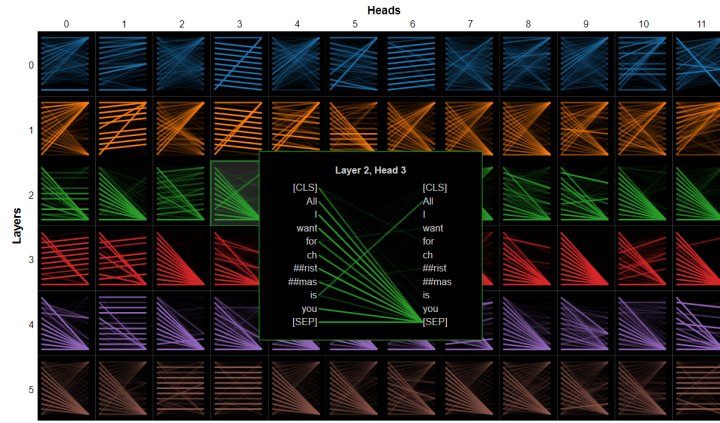 Heads
0 1 2 3 4 5 6 7 8 9 10 11
0
1
Layers
2
3
4
5
Layer 2, Head 3
[CLS] [CLS]
All All
I I
want want
for for
ch ch
##rist ##rist
##mas ##mas
is is
you you
[SEP] [SEP]